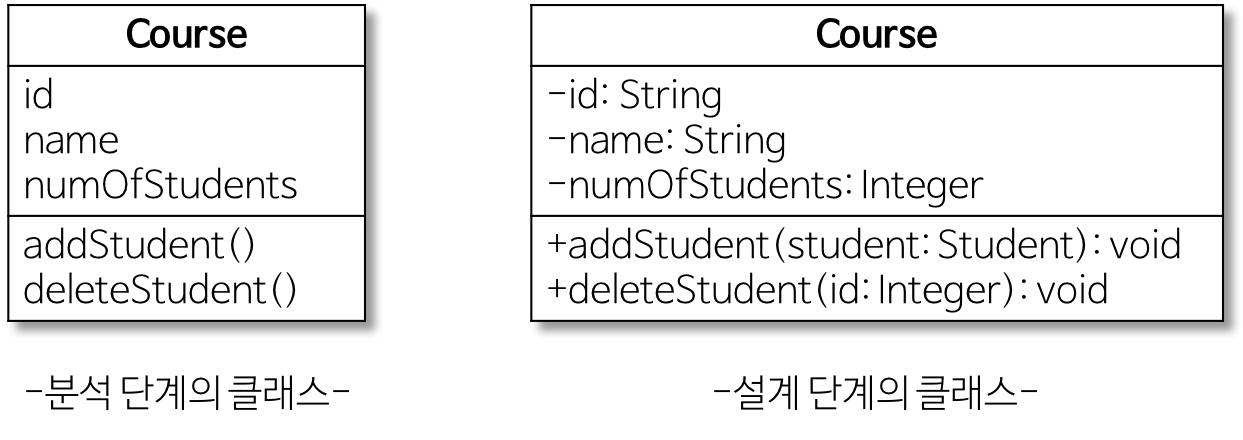 Course
id
name
numOfStudents
addStudent()
deleteStudent()
-분석 단계의 클래스-
Course
-id: String
-name: String
-numOfStudents: Integer
+addStudent(student: Student): void
+deleteStudent(id: Integer): void
-설계 단계의 클래스-